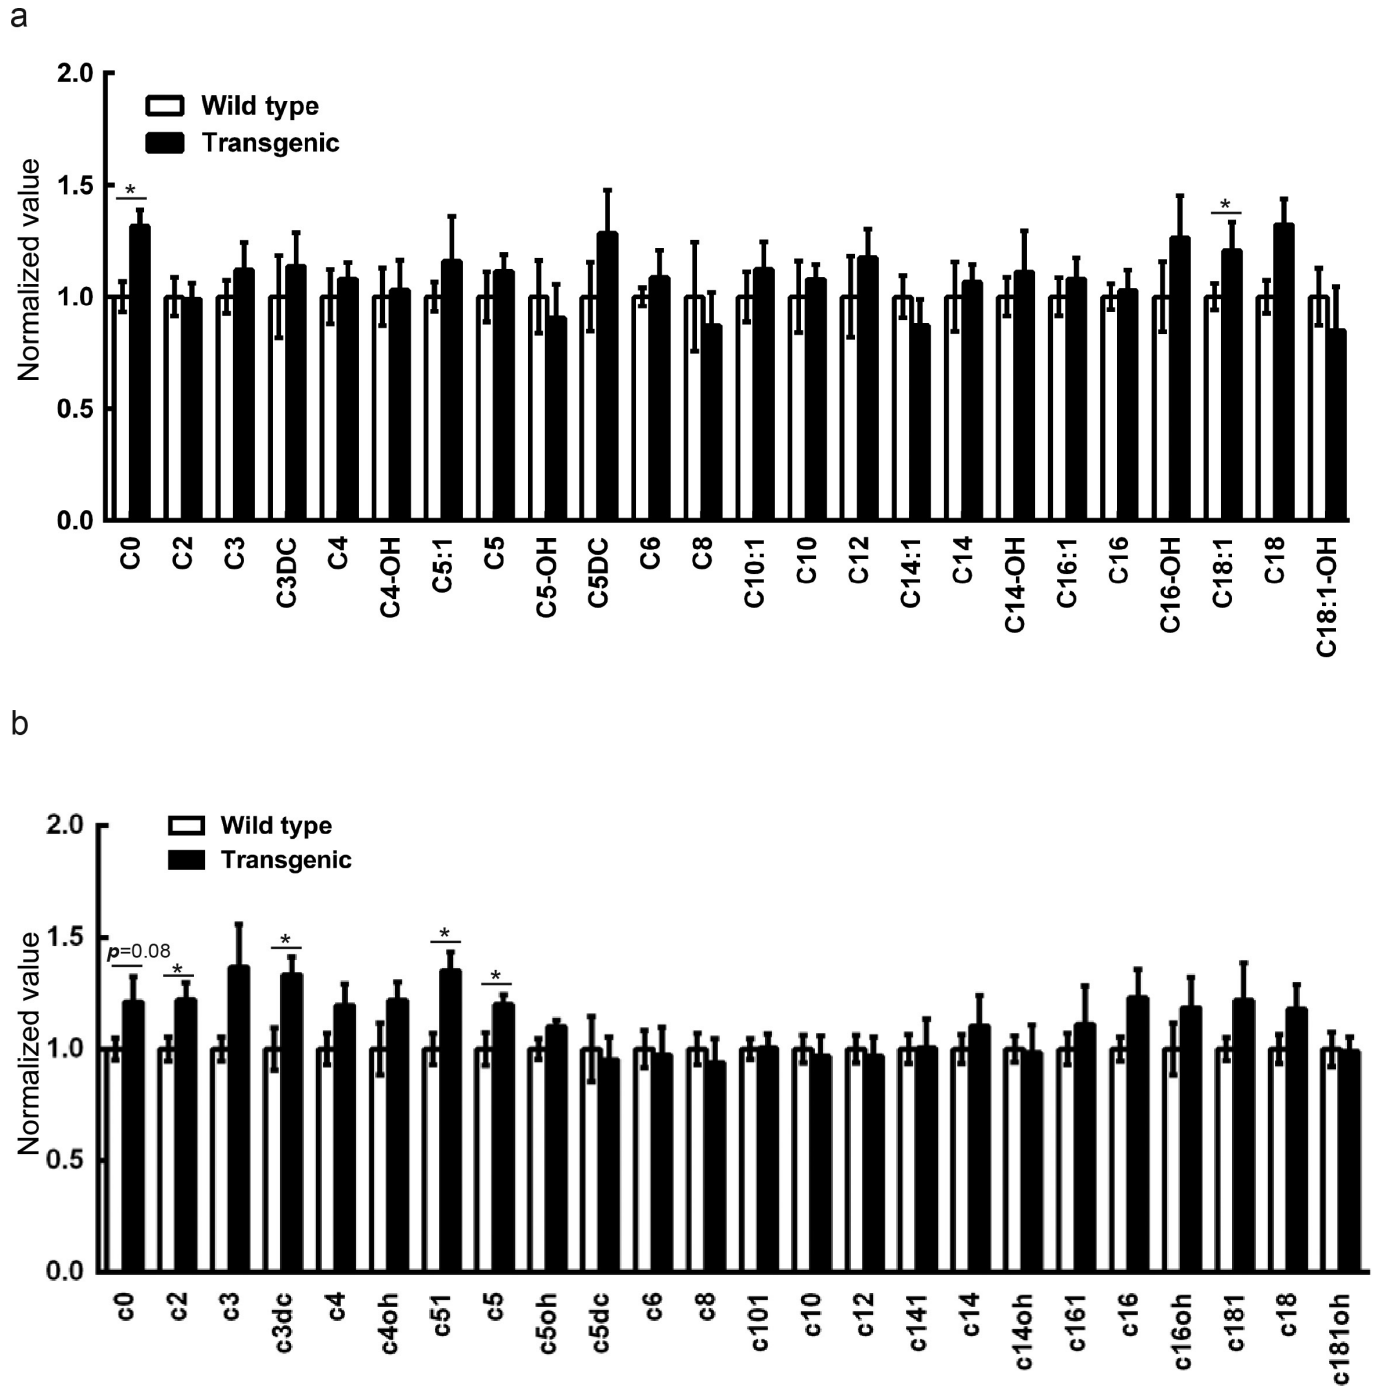 a
2.0
Wild type
Transgenic
1.5
*
*
1.0
0.5
0.0
Normalized value
C0 C2 C3 C3DC C4 C4-OH C5:1 C5 C5-OH C5DC C6 C8 C10:1 C10 C12 C14:1 C14 C14-OH C16:1 C16 C16-OH C18:1 C18 C18:1-OH
b
2.0
Wild type
Transgenic
1.5
p=0.08
*
*
*
*
1.0
0.5
0.0
Normalized value
c0 c2 c3 c3dc c4 c4oh c51 c5 c5oh c5dc c6 c8 c101 c10 c12 c141 c14 c14oh c161 c16 c16oh c181 c18 c181oh